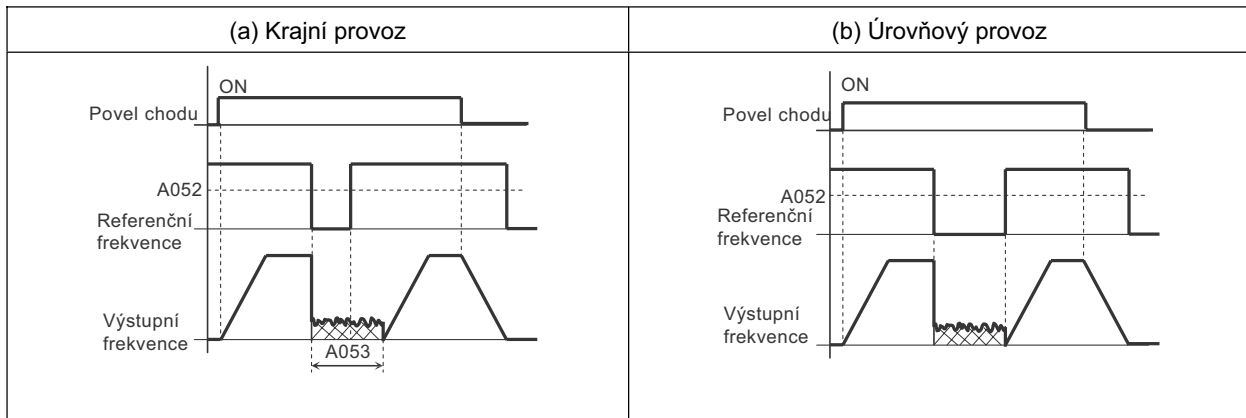 (a) Krajní provoz
(b) Úrovňový provoz
ON
Povel chodu
A052
Referenční
frekvence
Výstupní
frekvence
A053
ON
Povel chodu
A052
Referenční
frekvence
Výstupní
frekvence